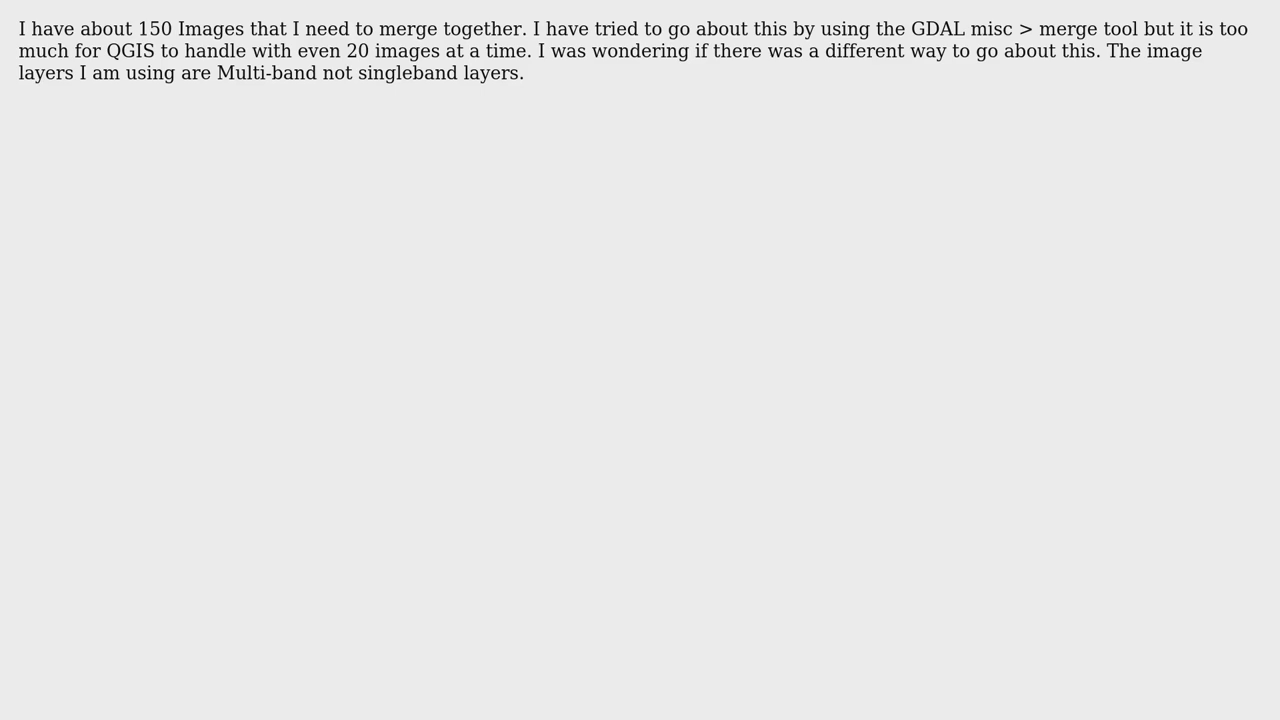 I have about 150 Images that I need to merge together. I have tried to go about this by using the GDAL misc > merge tool but it is too
much for QGIS to handle with even 20 images at a time. I was wondering if there was a different way to go about this. The image
layers I am using are Multi-band not singleband layers.